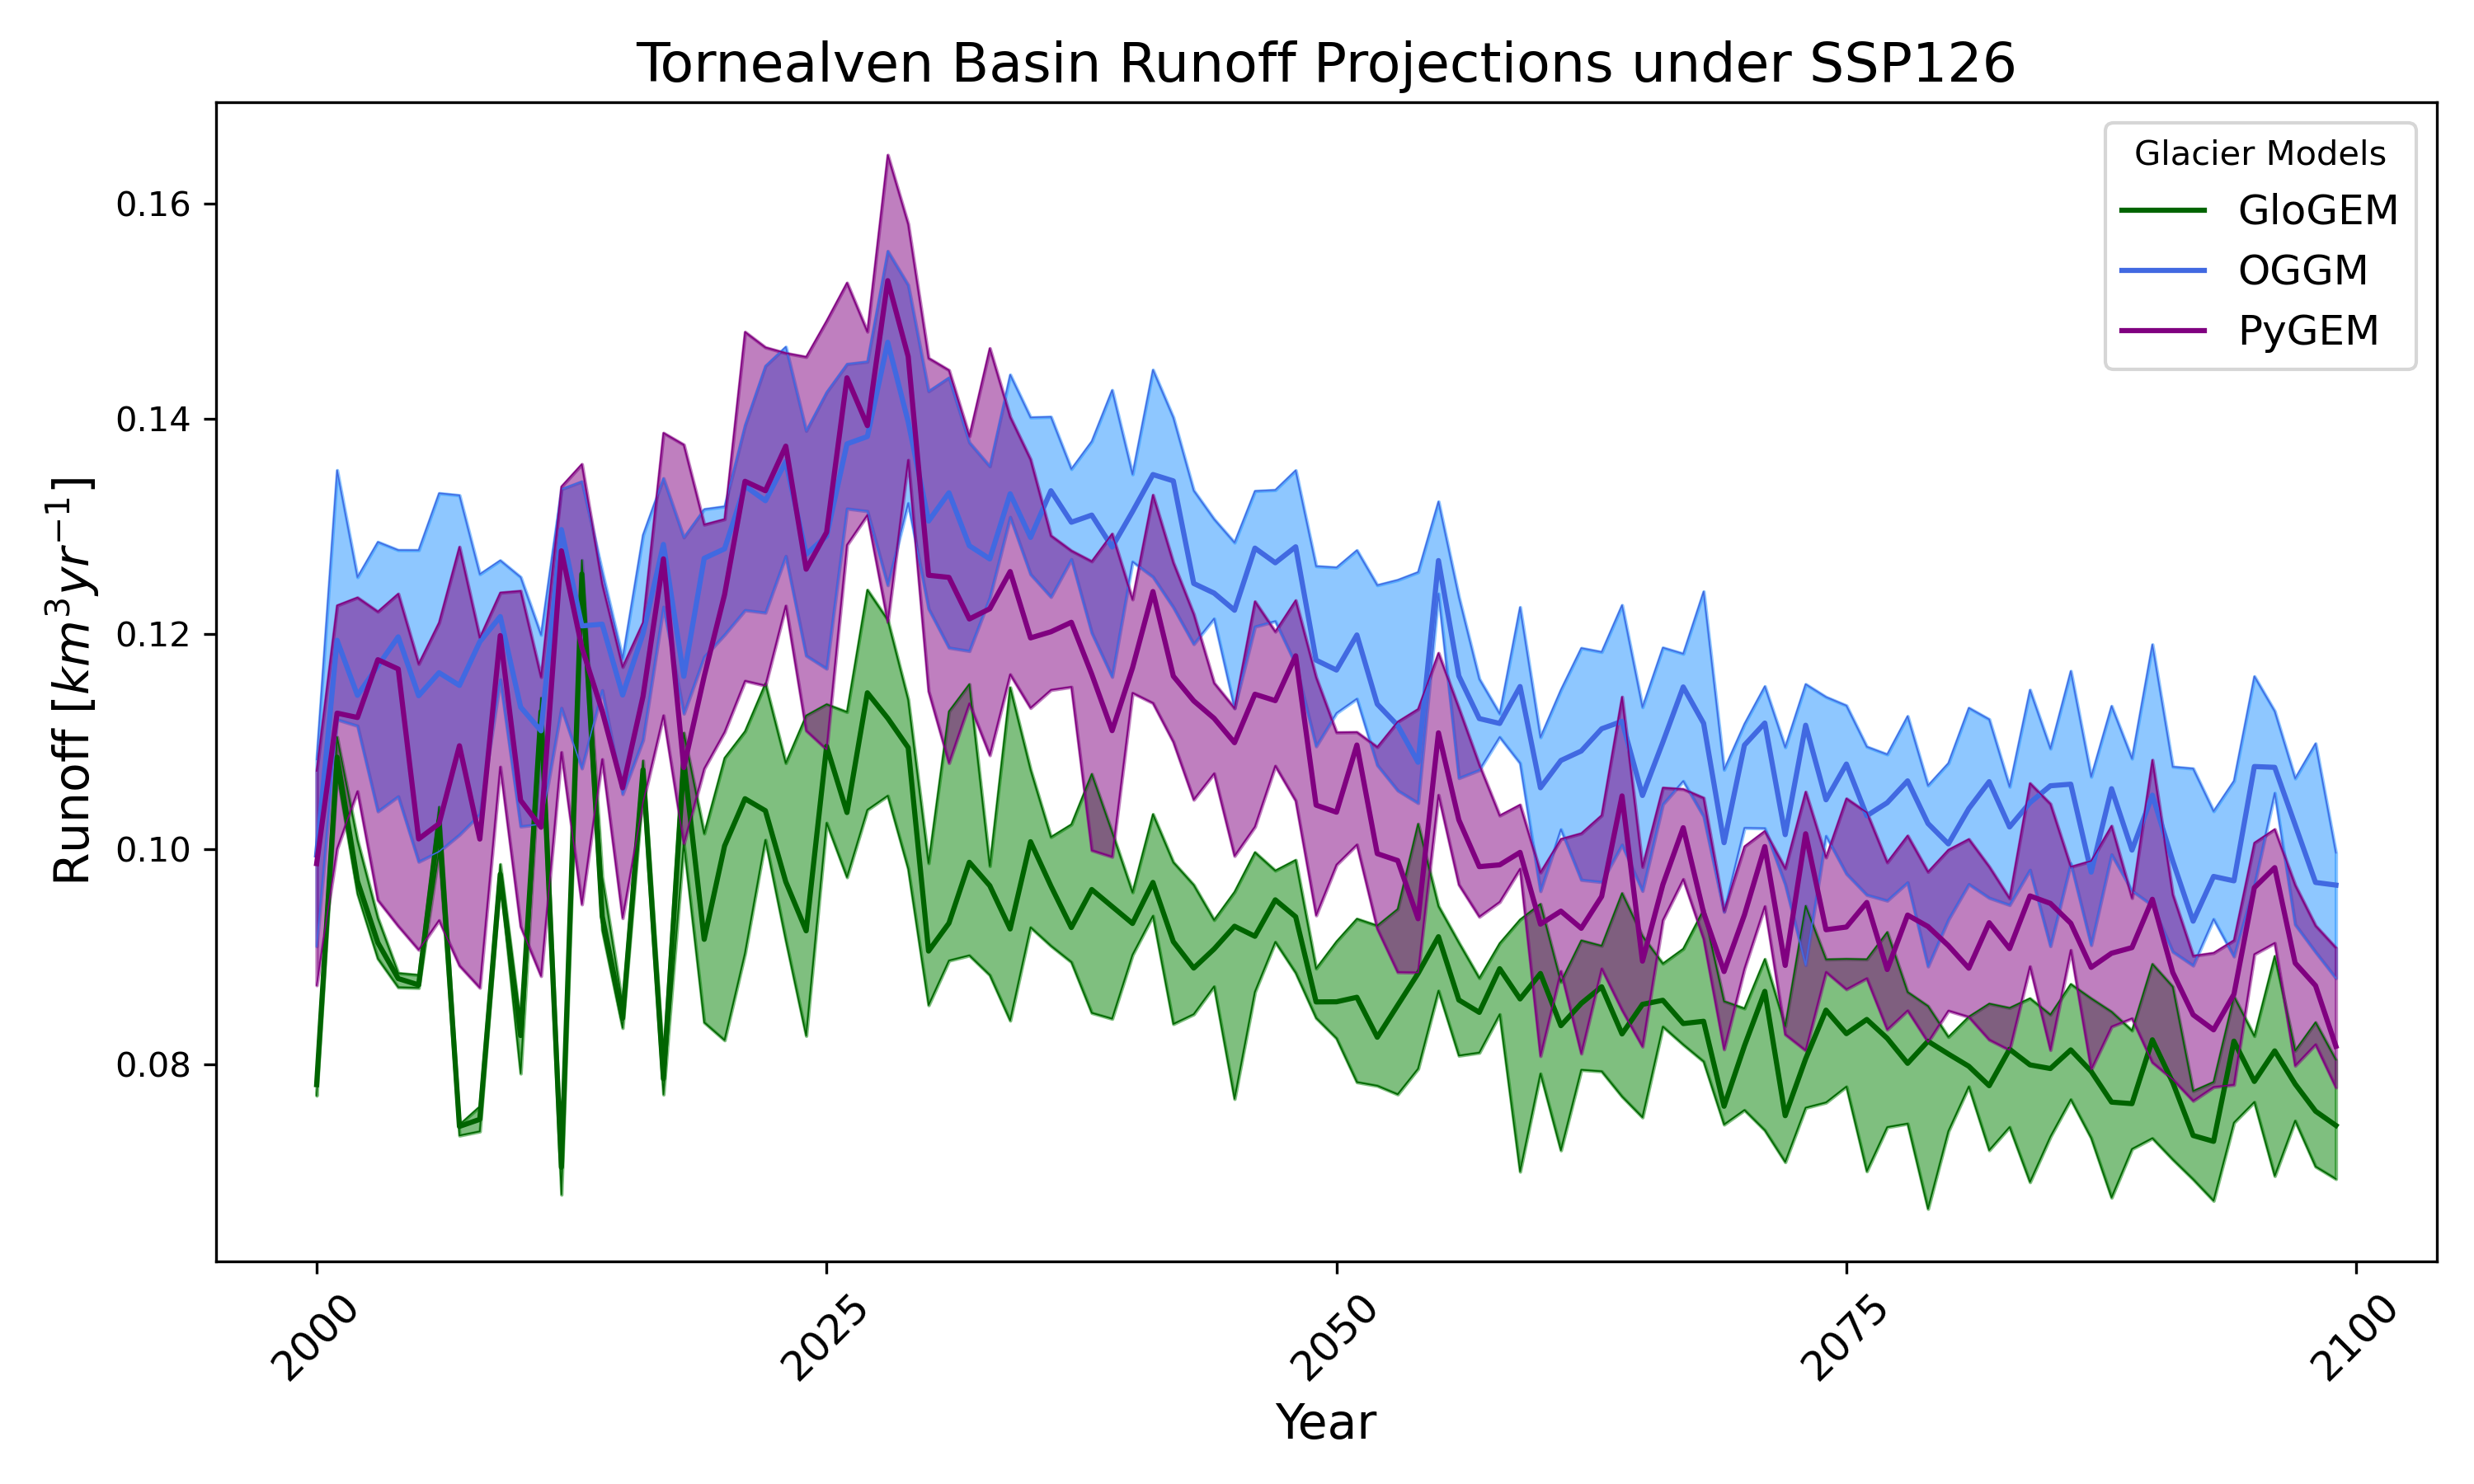 Tornealven Basin Runoff Projections under SSP126
Glacier Models
GloGEM
OGGM
PyGEM
Runoff [km³yr⁻¹]
0.16
0.14
0.12
0.10
0.08
2000
2025
2050
2075
2100
Year